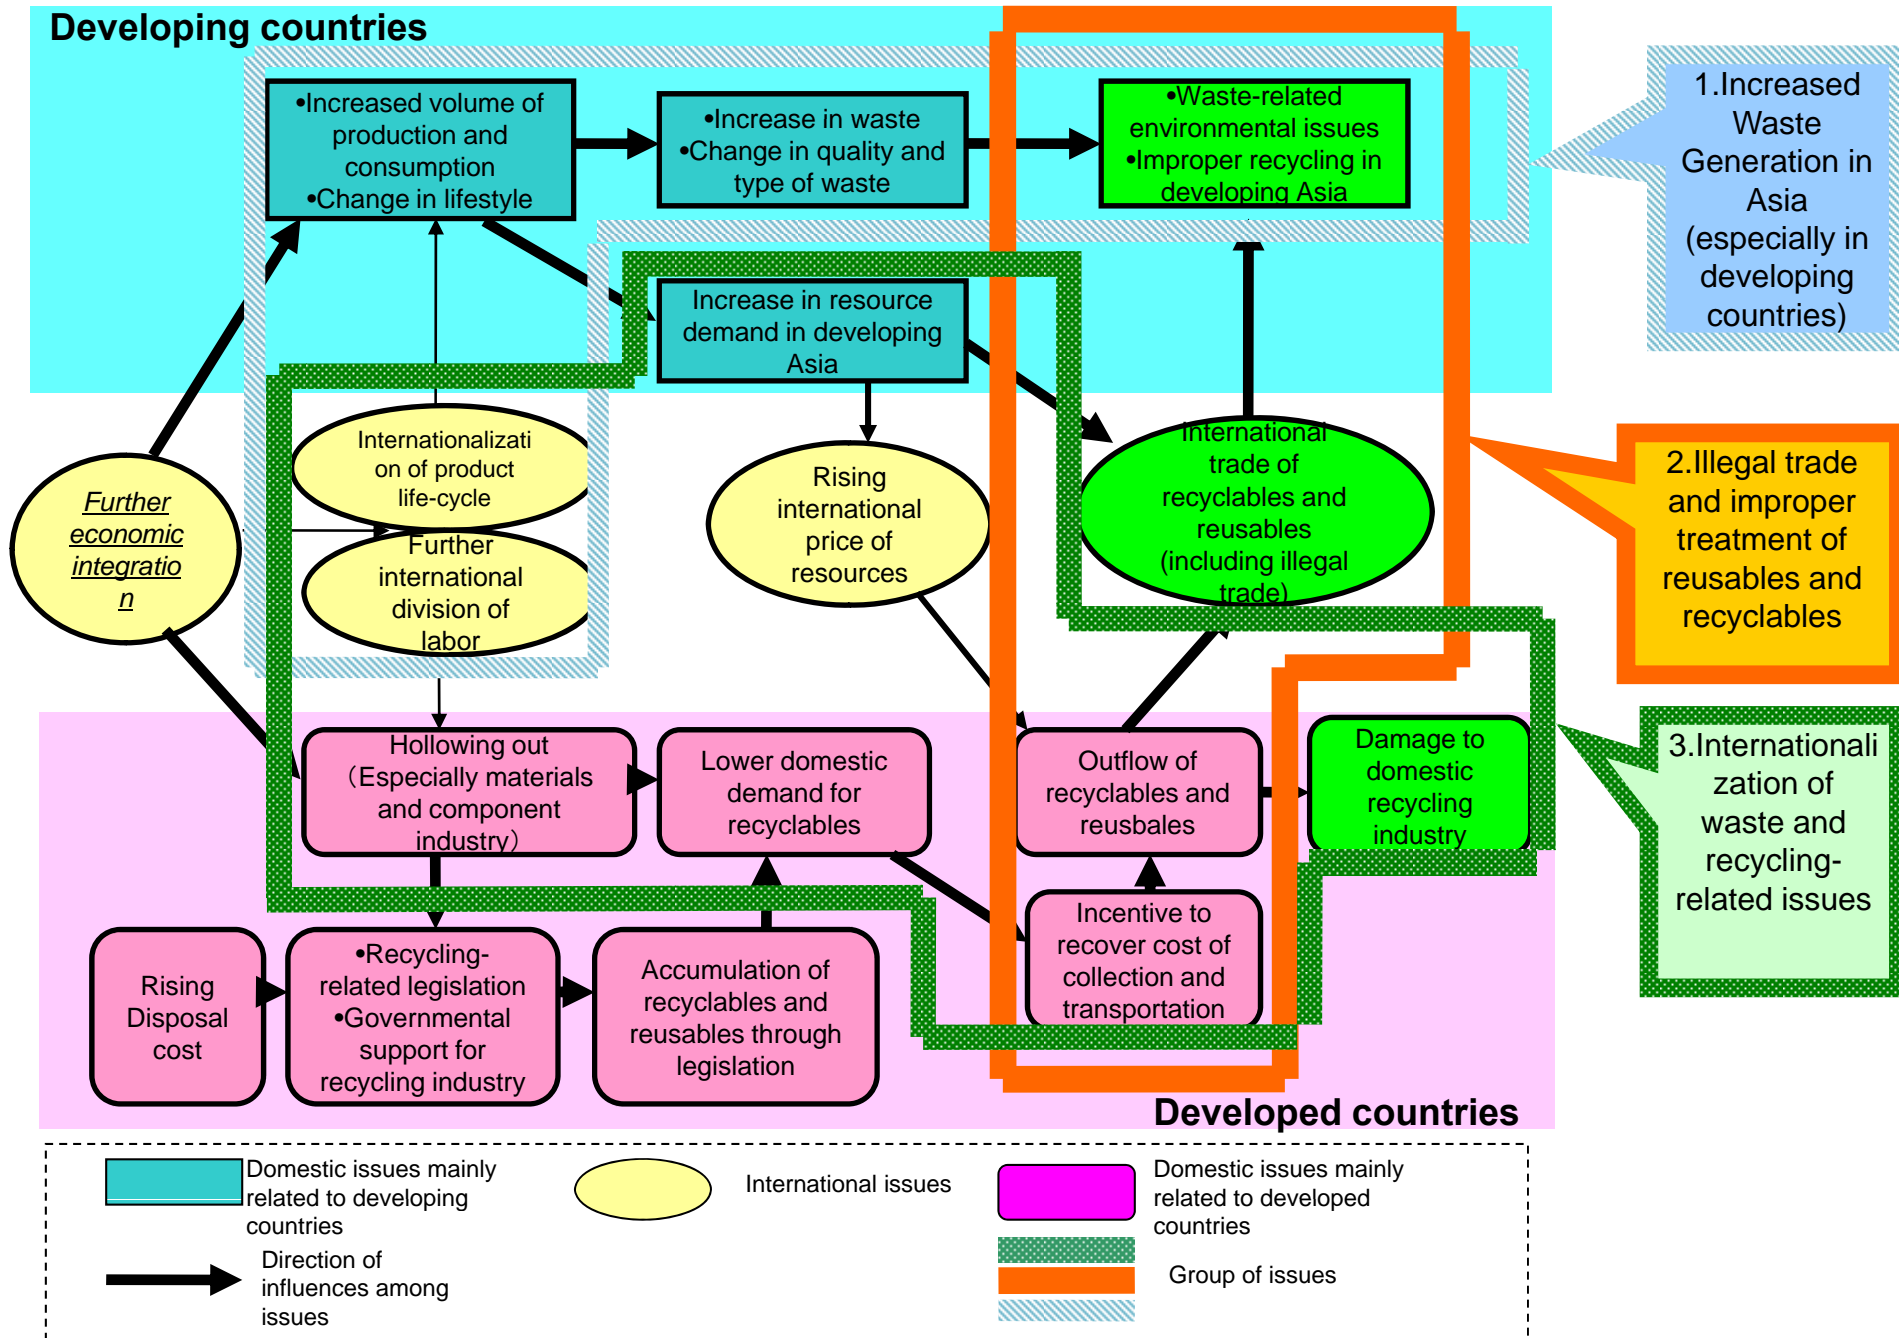 Developing countries
•Increased volume of
production and
consumption
•Change in lifestyle
•Increase in waste
•Change in quality and
type of waste
•Waste-related
environmental issues
•Improper recycling in
developing Asia
1.Increased
Waste
Generation in
Asia
(especially in
developing
countries)
Increase in resource
demand in developing
Asia
Internationalizati
on of product
life-cycle
Further
economic
integratio
n
Further
international
division of
labor
Rising
international
price of
resources
International
trade of
recyclables and
reusables
(including illegal
trade)
2.Illegal trade
and improper
treatment of
reusables and
recyclables
Hollowing out
（Especially materials
and component
industry）
Lower domestic
demand for
recyclables
Outflow of
recyclables and
reusbales
Damage to
domestic
recycling
industry
3.Internationali
zation of
waste and
recycling-
related issues
Rising
Disposal
cost
•Recycling-
related legislation
•Governmental
support for
recycling industry
Accumulation of
recyclables and
reusables through
legislation
Incentive to
recover cost of
collection and
transportation
Developed countries
Domestic issues mainly
related to developing
countries
International issues
Domestic issues mainly
related to developed
countries
Direction of
influences among
issues
Group of issues